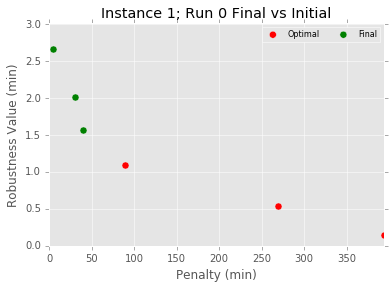 Instance 1; Run 0 Final vs Initial
Optimal Final
Robustness Value (min)
3.0
2.5
2.0
1.5
1.0
0.5
0.0
0 50 100 150 200 250 300 350
Penalty (min)